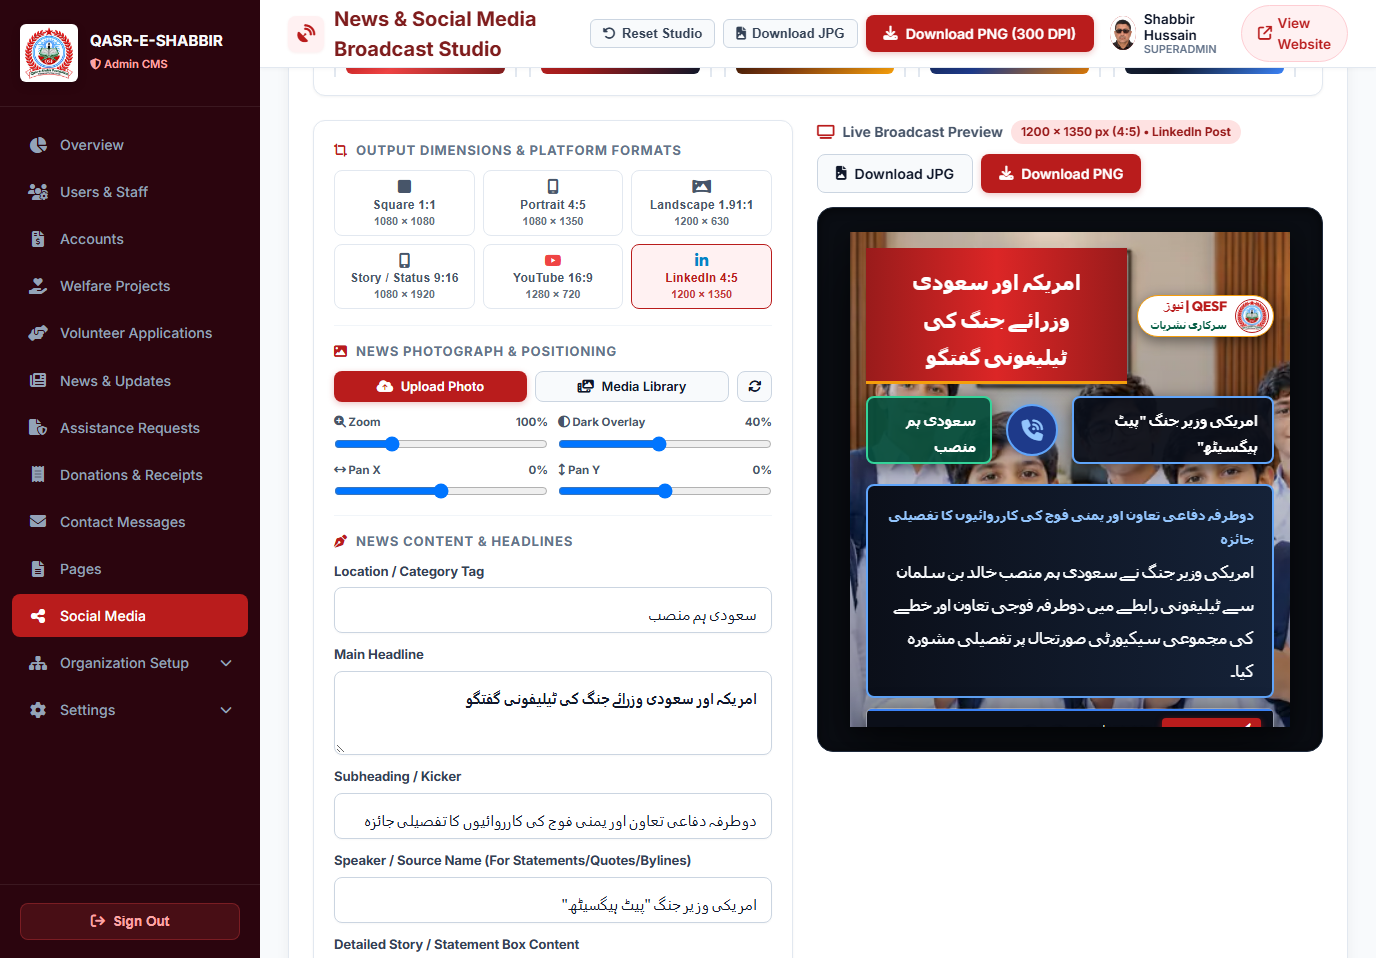 QASR-E-SHABBIR
Admin CMS
Overview
Users & Staff
Accounts
Welfare Projects
Volunteer Applications
News & Updates
Assistance Requests
Donations & Receipts
Contact Messages
Pages
Social Media
Organization Setup
Settings
Sign Out
News & Social Media
Broadcast Studio
Reset Studio
Download JPG
Download PNG (300 DPI)
Shabbir
Hussain
SUPERADMIN
View
Website
OUTPUT DIMENSIONS & PLATFORM FORMATS
Square 1:1
1080 × 1080
Portrait 4:5
1080 × 1350
Landscape 1.91:1
1200 × 630
Story / Status 9:16
1080 × 1920
YouTube 16:9
1280 × 720
LinkedIn 4:5
1200 × 1350
NEWS PHOTOGRAPH & POSITIONING
Upload Photo
Media Library
Zoom 100%
Dark Overlay 40%
Pan X 0%
Pan Y 0%
NEWS CONTENT & HEADLINES
Location / Category Tag
سعودی ہم منصب
Main Headline
امریکہ اور سعودی وزرائے جنگ کی ٹیلیفونی گفتگو
Subheading / Kicker
دوطرفہ دفاعی تعاون اور یمنی فوج کی کارروائیوں کا تفصیلی جائزہ
Speaker / Source Name (For Statements/Quotes/Bylines)
امریکی وزیر جنگ "پیٹ ہیگسیٹھ"
Detailed Story / Statement Box Content
Live Broadcast Preview
1200 × 1350 px (4:5) • LinkedIn Post
Download JPG
Download PNG
امریکہ اور سعودی
وزرائے جنگ کی
ٹیلیفونی گفتگو
QESF | نیوز
سرکاری نشریات
امریکی وزیر جنگ "پیٹ
ہیگسیٹھ"
سعودی ہم
منصب
دوطرفہ دفاعی تعاون اور یمنی فوج کی کارروائیوں کا تفصیلی
جائزہ
امریکی وزیر جنگ نے سعودی ہم منصب خالد بن سلمان
سے ٹیلیفونی رابطے میں دوطرفہ فوجی تعاون اور خطے
کی مجموعی سیکیورٹی صورتحال پر تفصیلی مشورہ
کیا۔